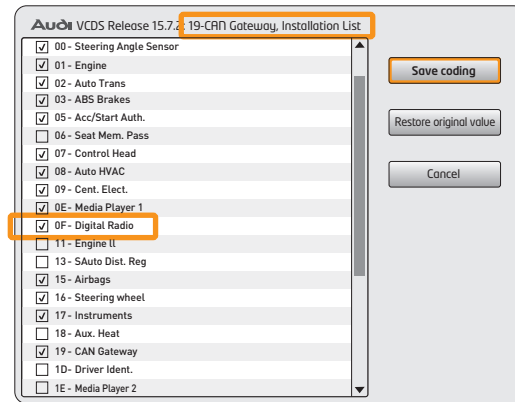 Audi VCDS Release 15.7.2: 19-CAN Gateway, Installation List
00 - Steering Angle Sensor
01 - Engine
02 - Auto Trans
03 - ABS Brakes
05 - Acc/Start Auth.
06 - Seat Mem. Pass
07 - Control Head
08 - Auto HVAC
09 - Cent. Elect.
0E - Media Player 1
0F - Digital Radio
11 - Engine ll
13 - SAuto Dist. Reg
15 - Airbags
16 - Steering wheel
17 - Instruments
18 - Aux. Heat
19 - CAN Gateway
1D - Driver Ident.
1E - Media Player 2
Save coding
Restore original value
Cancel